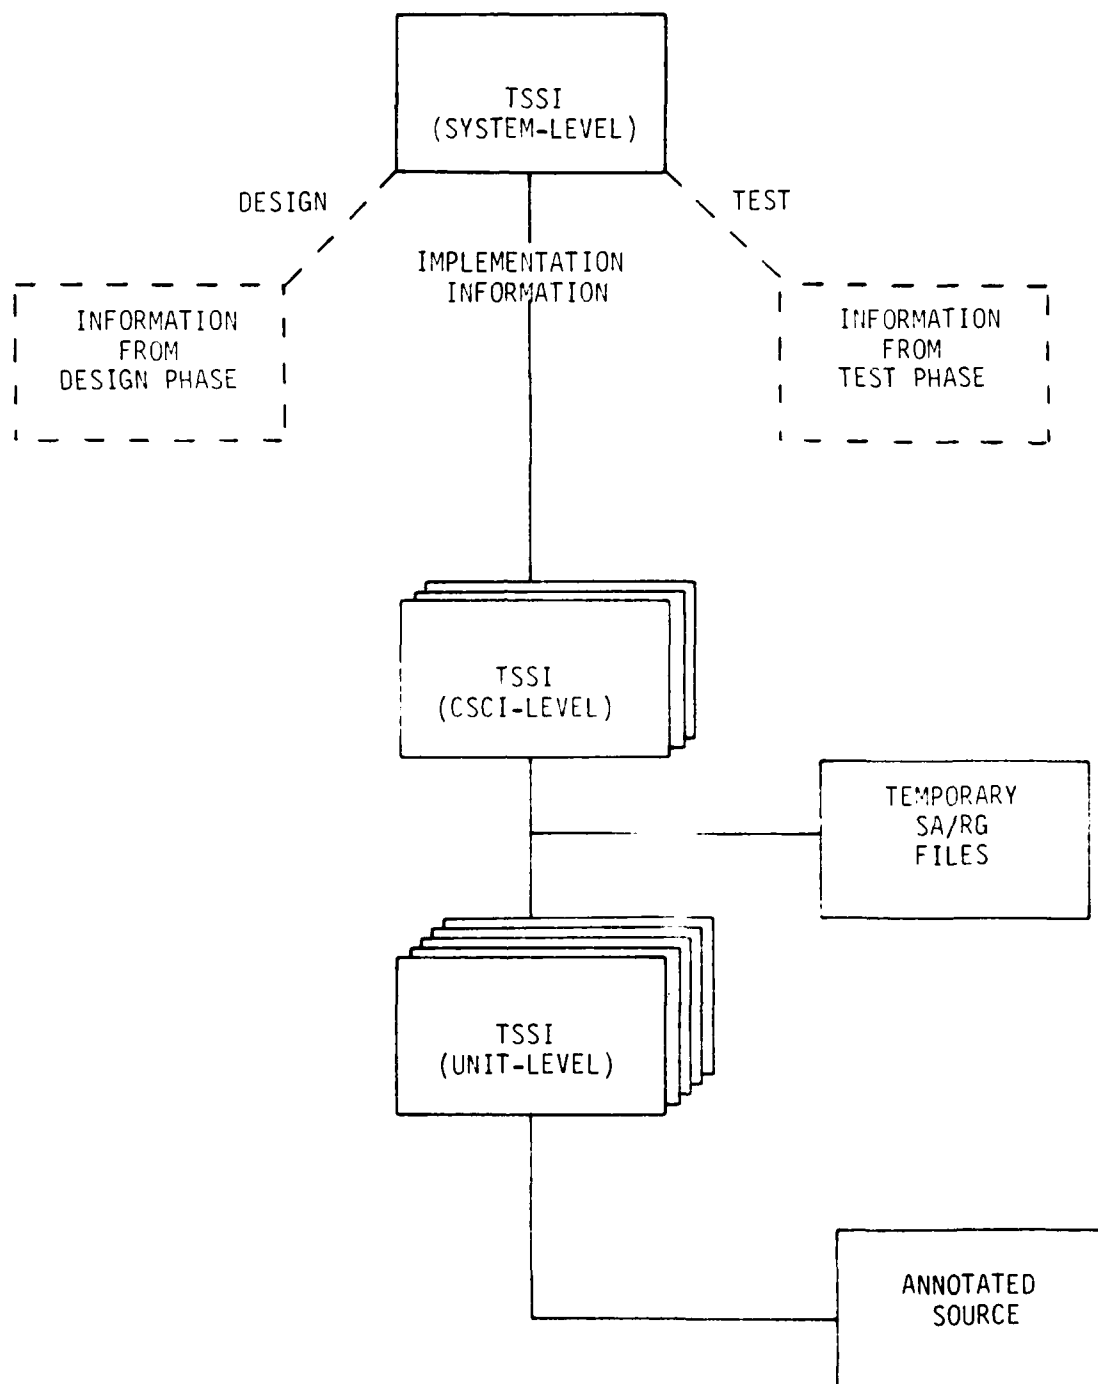 TSSI
(SYSTEM-LEVEL)
DESIGN
TEST
IMPLEMENTATION
INFORMATION
INFORMATION
FROM
DESIGN PHASE
INFORMATION
FROM
TEST PHASE
TSSI
(CSCI-LEVEL)
TEMPORARY
SA/RG
FILES
TSSI
(UNIT-LEVEL)
ANNOTATED
SOURCE